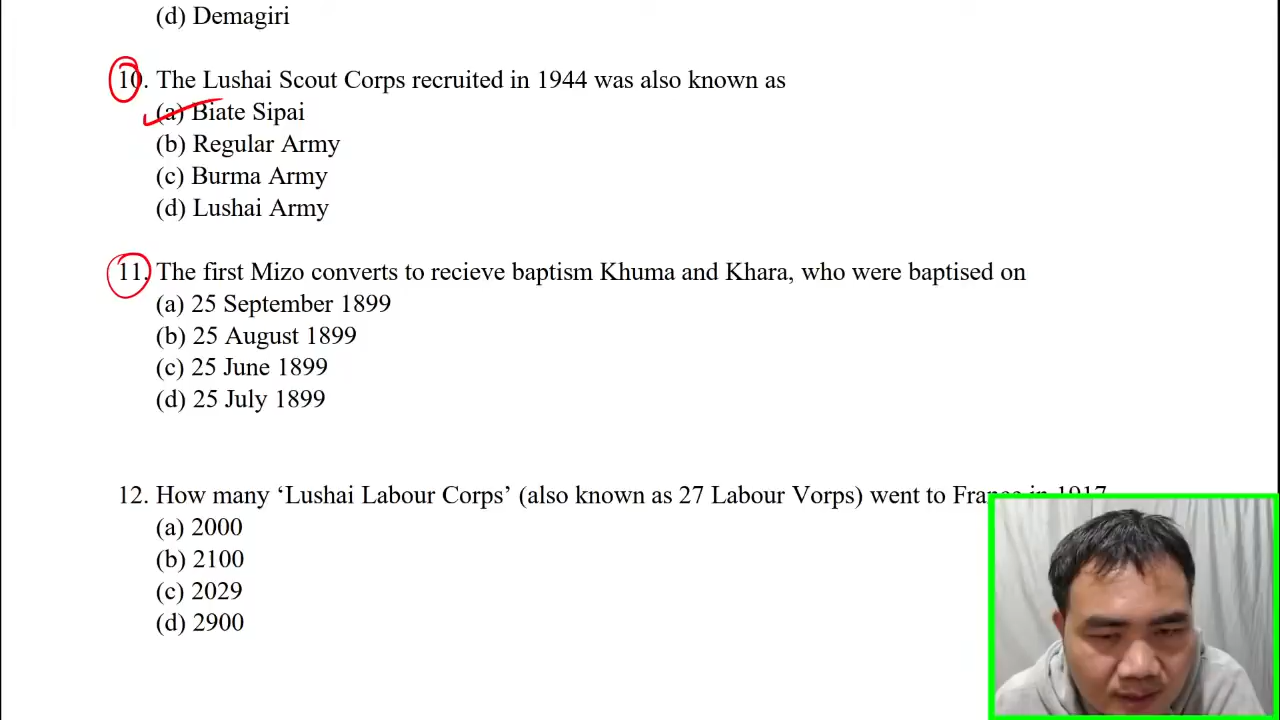 (d) Demagiri
10. The Lushai Scout Corps recruited in 1944 was also known as
(a) Biate Sipai
(b) Regular Army
(c) Burma Army
(d) Lushai Army
11. The first Mizo converts to recieve baptism Khuma and Khara, who were baptised on
(a) 25 September 1899
(b) 25 August 1899
(c) 25 June 1899
(d) 25 July 1899
12. How many ‘Lushai Labour Corps’ (also known as 27 Labour Vorps) went to France in 1917
(a) 2000
(b) 2100
(c) 2029
(d) 2900